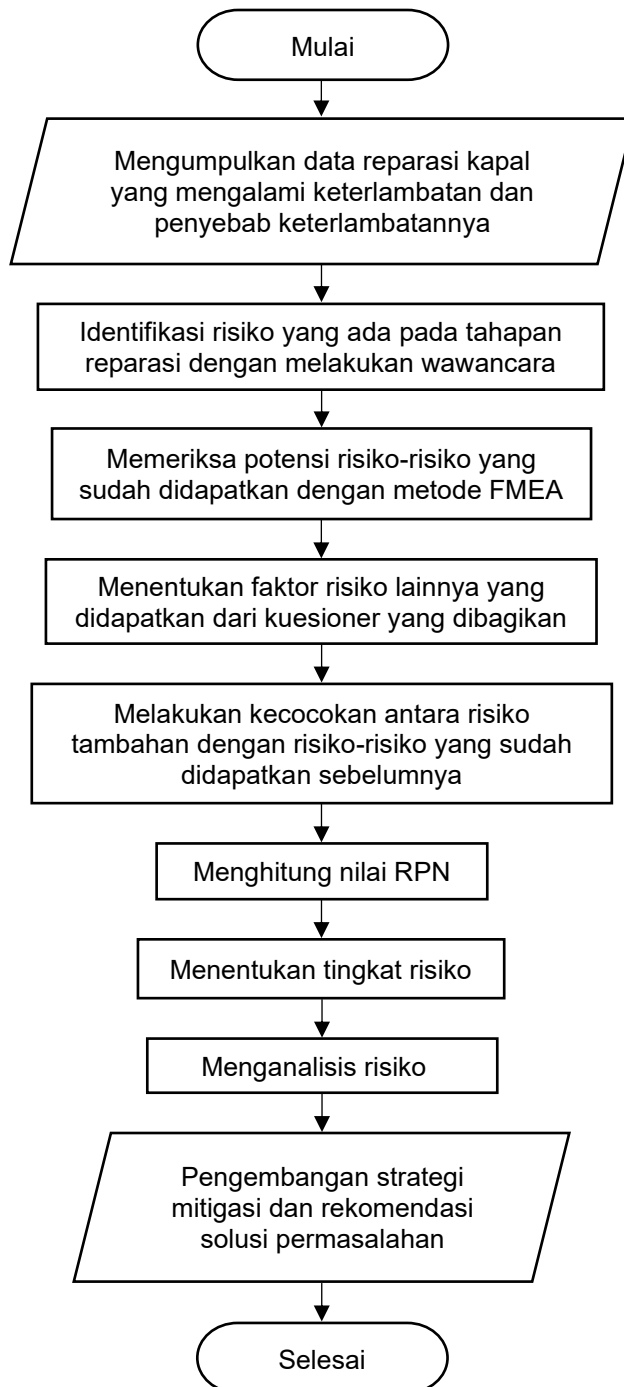 Mulai
Mengumpulkan data reparasi kapal
yang mengalami keterlambatan dan
penyebab keterlambatannya
Identifikasi risiko yang ada pada tahapan
reparasi dengan melakukan wawancara
Memeriksa potensi risiko-risiko yang
sudah didapatkan dengan metode FMEA
Menentukan faktor risiko lainnya yang
didapatkan dari kuesioner yang dibagikan
Melakukan kecocokan antara risiko
tambahan dengan risiko-risiko yang sudah
didapatkan sebelumnya
Menghitung nilai RPN
Menentukan tingkat risiko
Menganalisis risiko
Pengembangan strategi
mitigasi dan rekomendasi
solusi permasalahan
Selesai